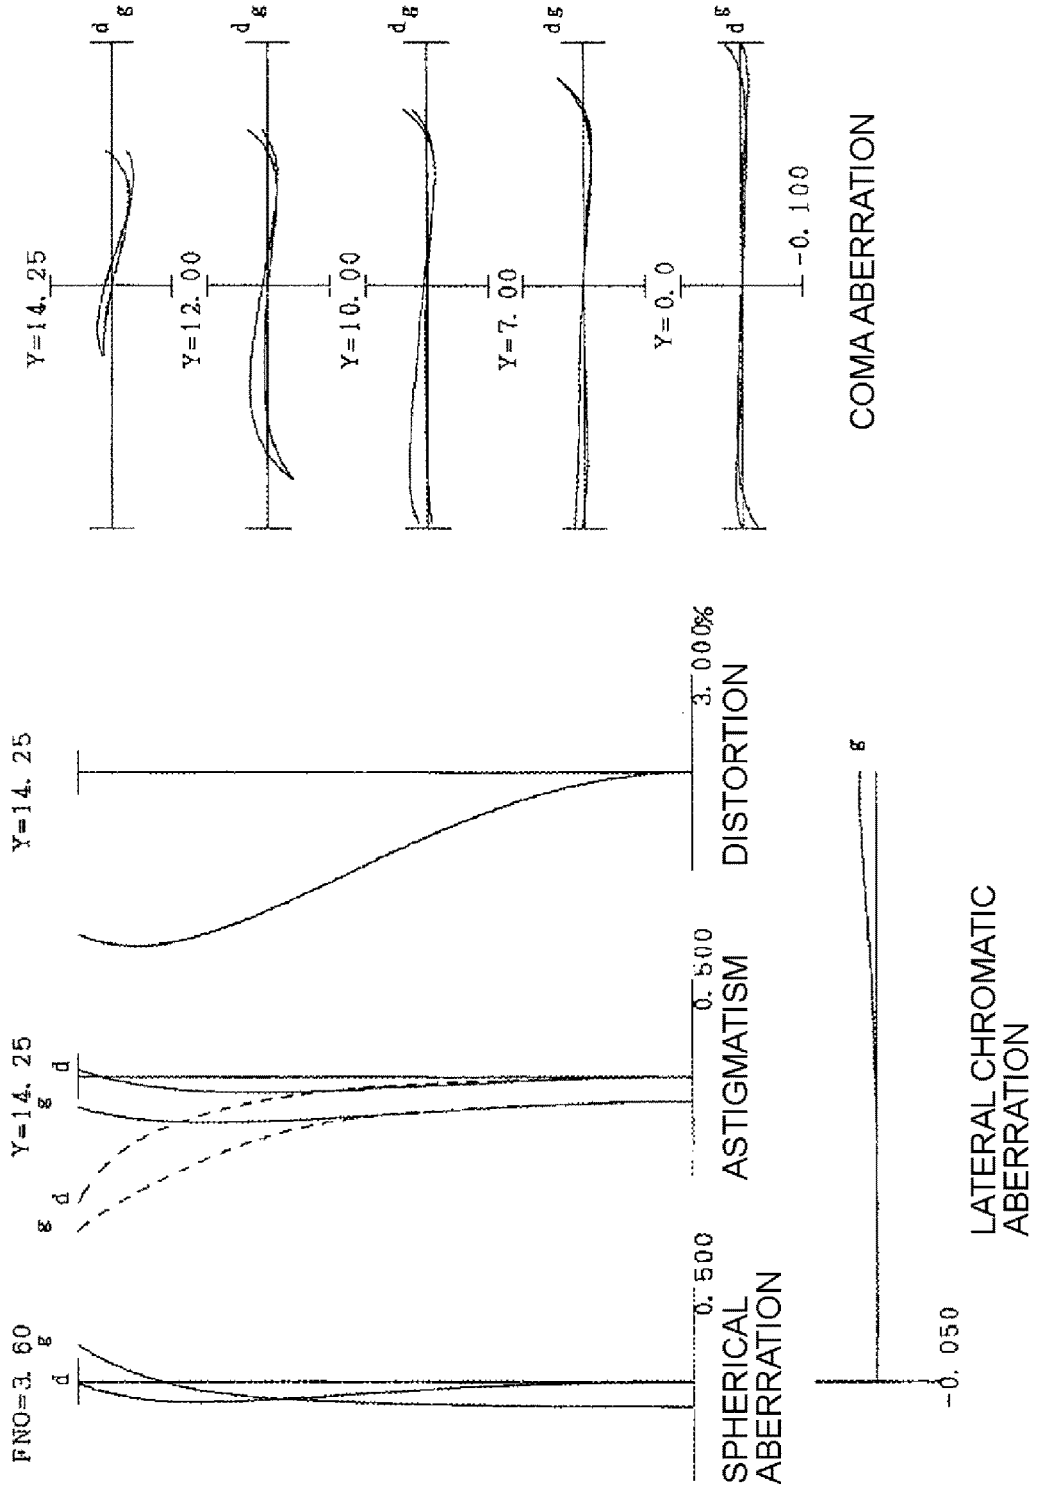 FNO=3. 60
d
g
0. 500
SPHERICAL
ABERRATION
Y=14. 25
g
d
g
d
0. 500
ASTIGMATISM
Y=14. 25
3. 000%
DISTORTION
g
-0. 050
LATERAL CHROMATIC
ABERRATION
Y=14. 25
d g
Y=12. 00
d g
Y=10. 00
d g
Y=7. 00
d g
Y=0. 0
d g
-0. 100
COMA ABERRATION